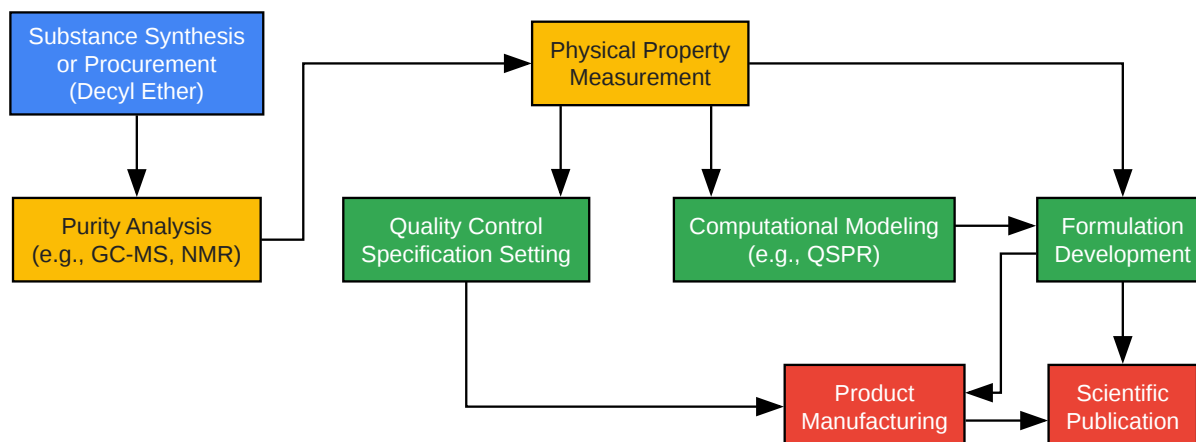 Substance Synthesis
or Procurement
(Decyl Ether)
Physical Property
Measurement
Purity Analysis
(e.g., GC-MS, NMR)
Quality Control
Specification Setting
Computational Modeling
(e.g., QSPR)
Formulation
Development
Product
Manufacturing
Scientific
Publication